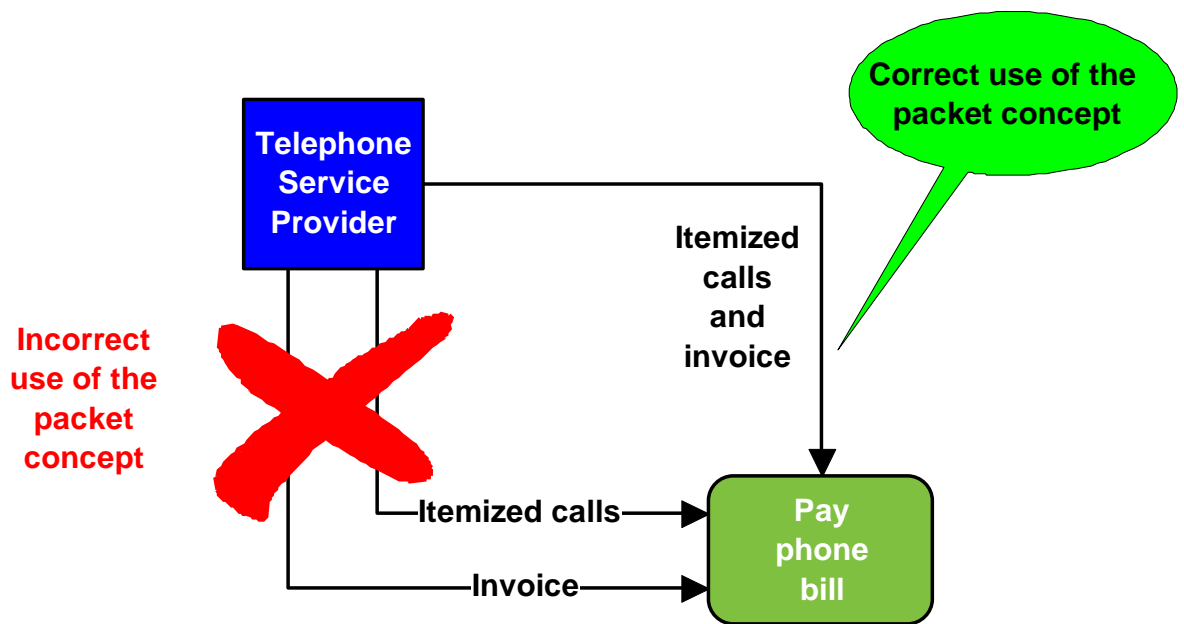 Correct use of the
packet concept
Telephone
Service
Provider
Itemized
calls
and
invoice
Incorrect
use of the
packet
concept
Itemized calls
Invoice
Pay
phone
bill